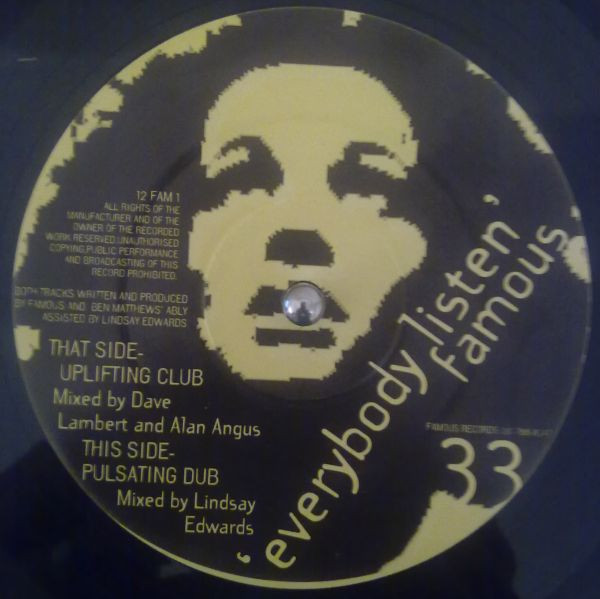 12 FAM 1
ALL RIGHTS OF THE
MANUFACTURER AND OF THE
OWNER OF THE RECORDED
WORK RESERVED.UNAUTHORISED
COPYING,PUBLIC PERFORMANCE
AND BROADCASTING OF THIS
RECORD PROHIBITED.
BOTH TRACKS WRITTEN AND PRODUCED
BY FAMOUS AND BEN MATTHEWS' ABLY
ASSISTED BY LINDSAY EDWARDS
THAT SIDE-
UPLIFTING CLUB
Mixed by Dave
Lambert and Alan Angus
THIS SIDE-
PULSATING DUB
Mixed by Lindsay
Edwards
'everybody listen'
famous
FAMOUS RECORDS
33